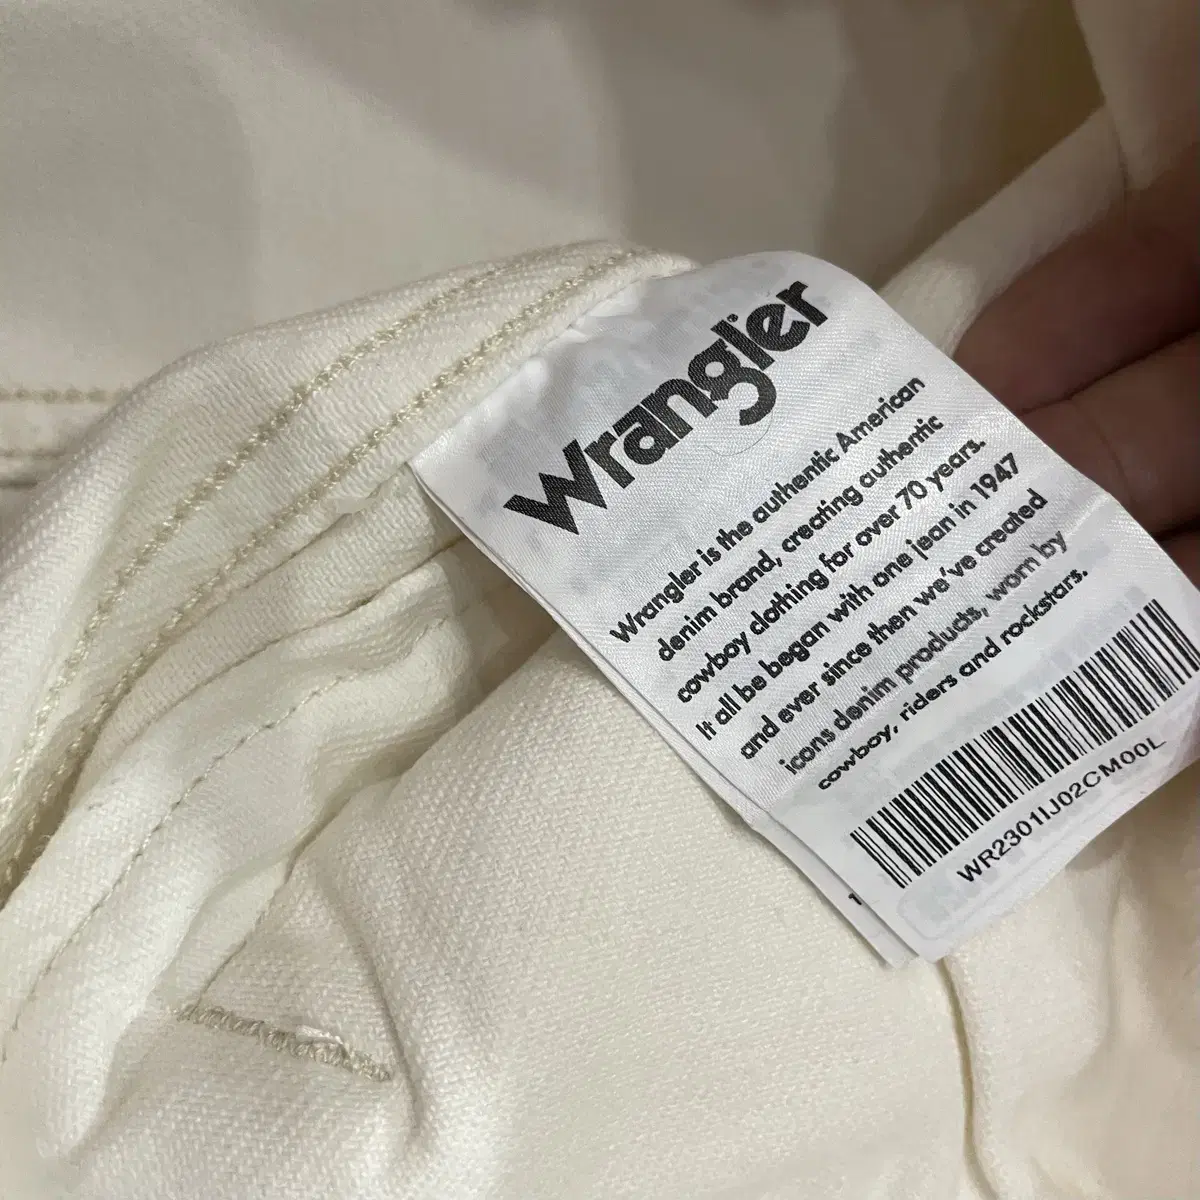 Wrangler
Wrangler is the authentic American
denim brand, creating authentic
cowboy clothing for over 70 years.
It all be began with one jean in 1947
and ever since then we've created
icons denim products, worn by
cowboy, riders and rockstars.
WR2301IJ02CM00L
1